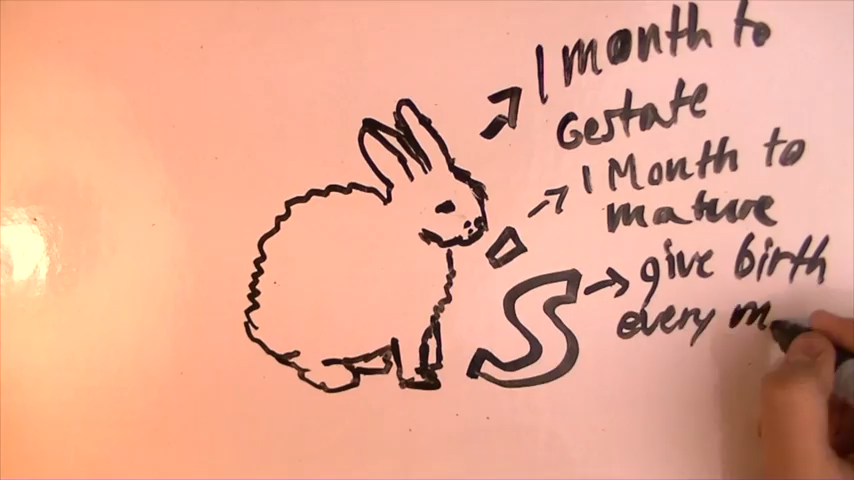 1 month to
Gestate
1 Month to
mature
S
give birth
every m